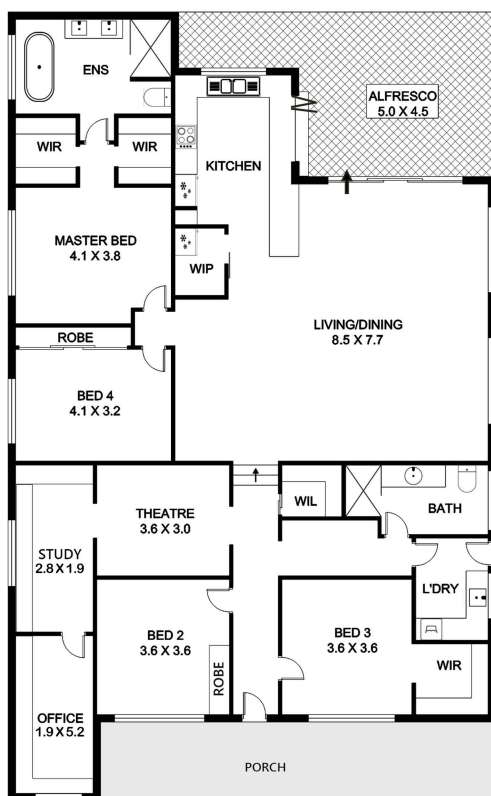 ENS
ALFRESCO
5.0 X 4.5
WIR
WIR
KITCHEN
MASTER BED
4.1 X 3.8
WIP
LIVING/DINING
8.5 X 7.7
ROBE
BED 4
4.1 X 3.2
THEATRE
3.6 X 3.0
WIL
BATH
STUDY
2.8 X 1.9
L'DRY
BED 2
3.6 X 3.6
BED 3
3.6 X 3.6
ROBE
WIR
OFFICE
1.9 X 5.2
PORCH